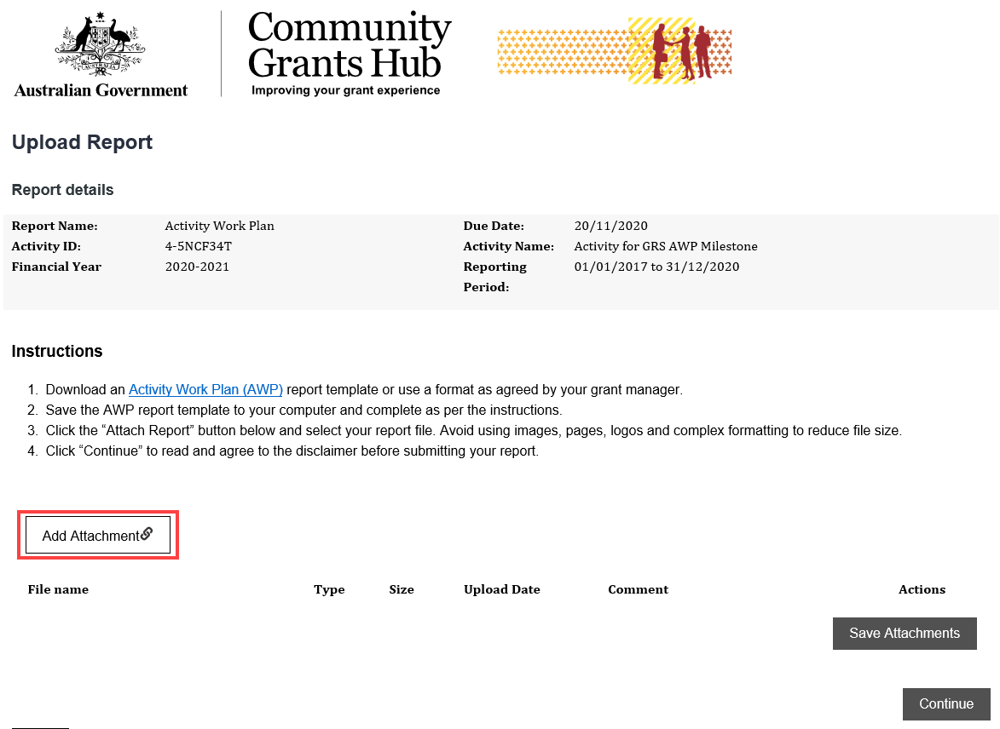 AUSTRALIA
Australian Government
Community
Grants Hub
Improving your grant experience
Upload Report
Report details
Report Name: Activity Work Plan Due Date: 20/11/2020
Activity ID: 4-5NCF34T Activity Name: Activity for GRS AWP Milestone
Financial Year 2020-2021 Reporting 01/01/2017 to 31/12/2020
Period:
Instructions
1. Download an Activity Work Plan (AWP) report template or use a format as agreed by your grant manager.
2. Save the AWP report template to your computer and complete as per the instructions.
3. Click the “Attach Report” button below and select your report file. Avoid using images, pages, logos and complex formatting to reduce file size.
4. Click “Continue” to read and agree to the disclaimer before submitting your report.
Add Attachment
File name Type Size Upload Date Comment Actions
Save Attachments
Continue